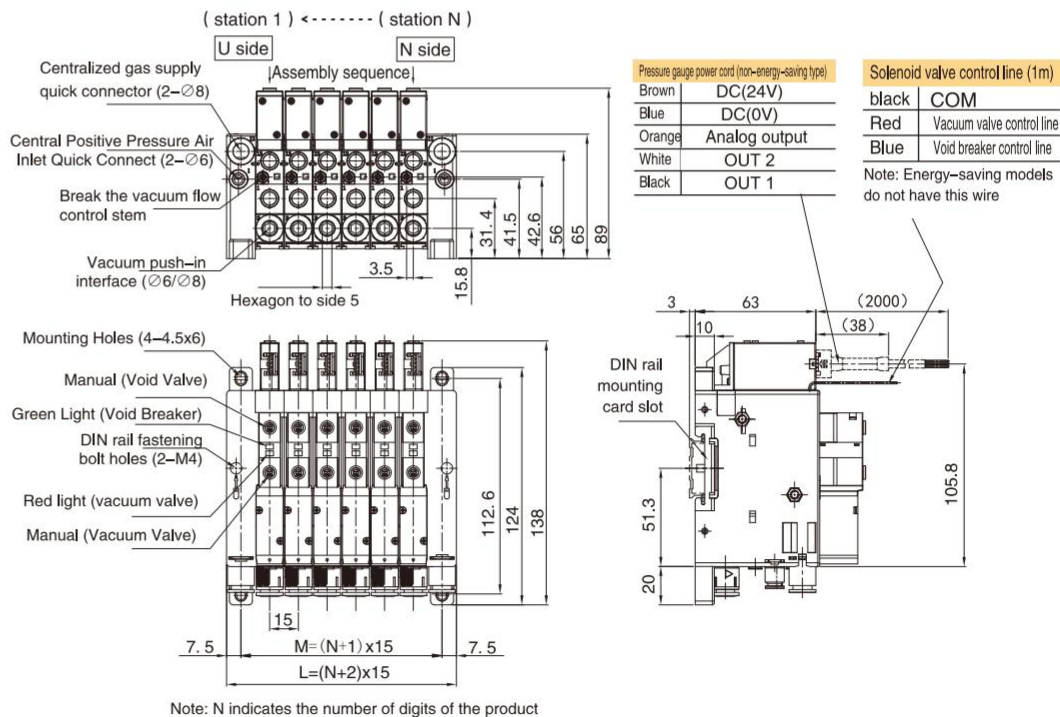 ( station 1 )
( station N )
U side
N side
Assembly sequence
Centralized gas supply
quick connector (2–∅8)
Central Positive Pressure Air
Inlet Quick Connect (2–∅6)
Break the vacuum flow
control stem
Vacuum push-in
interface (∅6/∅8)
Hexagon to side 5
3.5
15.8
31.4
41.5
42.6
56
65
89
Pressure gauge power cord (non–energy–saving type)
Brown DC(24V)
Blue DC(0V)
Orange Analog output
White OUT 2
Black OUT 1
Solenoid valve control line (1m)
black COM
Red Vacuum valve control line
Blue Void breaker control line
Note: Energy–saving models
do not have this wire
Mounting Holes (4–4.5x6)
Manual (Void Valve)
Green Light (Void Breaker)
DIN rail fastening
bolt holes (2–M4)
Red light (vacuum valve)
Manual (Vacuum Valve)
112.6
124
138
15
7.5
M=(N+1)x15
7.5
L=(N+2)x15
Note: N indicates the number of digits of the product
3
63
(2000)
10
(38)
DIN rail
mounting
card slot
51.3
20
105.8